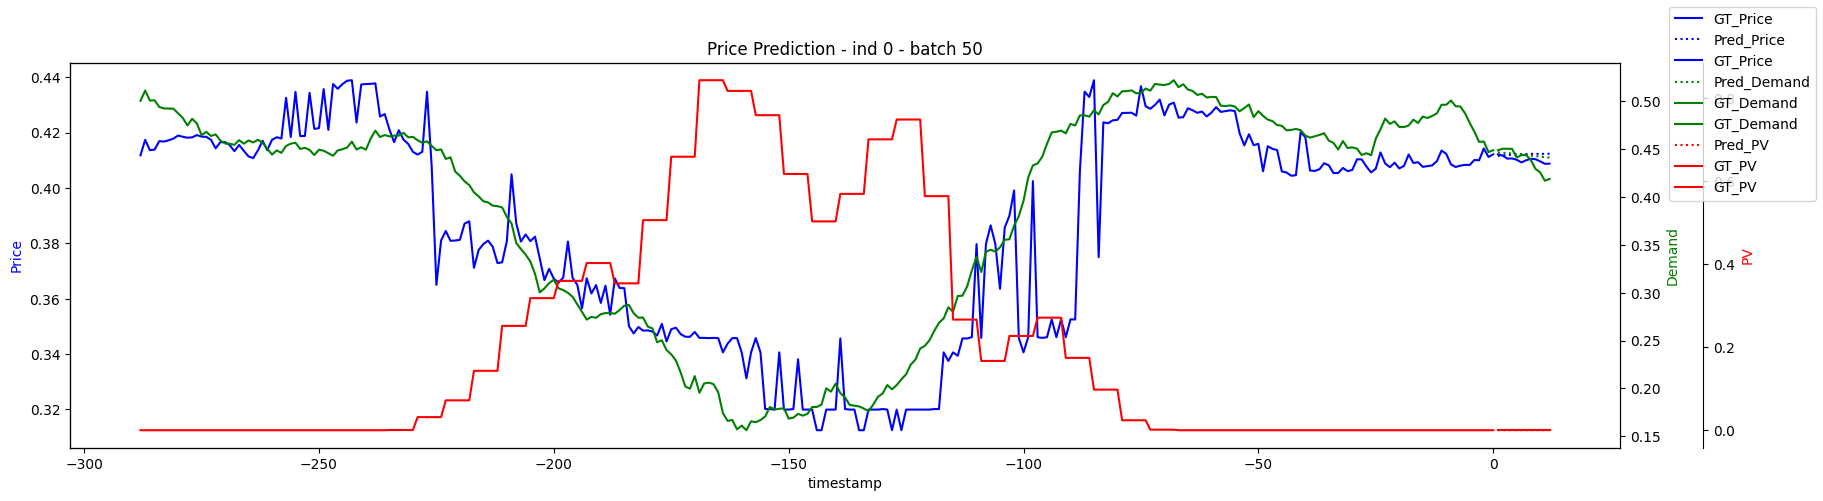 Price Prediction - ind 0 - batch 50
GT_Price
Pred_Price
GT_Price
Pred_Demand
GT_Demand
GT_Demand
Pred_PV
GT_PV
GT_PV
0.44
0.42
0.40
0.38
0.36
0.34
0.32
Price
0.50
0.45
0.40
0.35
0.30
0.25
0.20
0.15
Demand
0.4
0.2
0.0
PV
−300
−250
−200
−150
−100
−50
0
timestamp